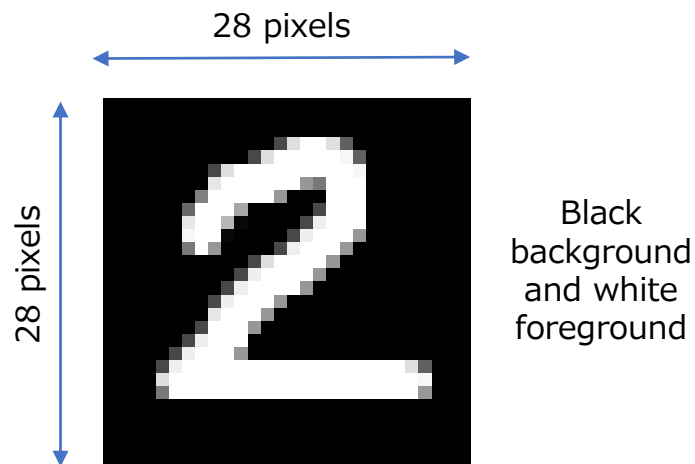 28 pixels
28 pixels
2
Black
background
and white
foreground